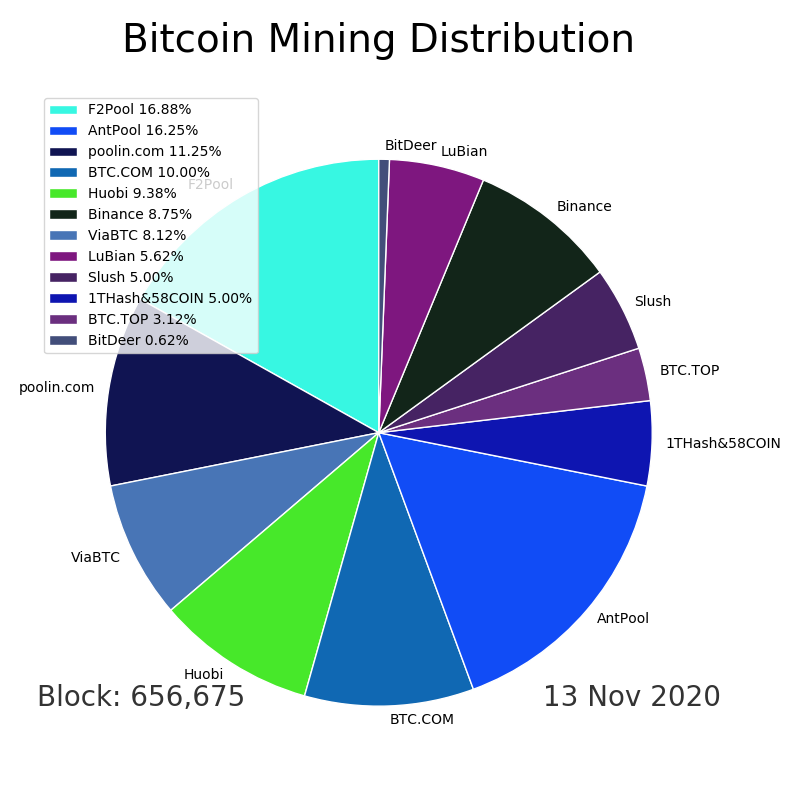 Bitcoin Mining Distribution
F2Pool 16.88%
AntPool 16.25%
poolin.com 11.25%
BTC.COM 10.00%
Huobi 9.38%
Binance 8.75%
ViaBTC 8.12%
LuBian 5.62%
Slush 5.00%
1THash&58COIN 5.00%
BTC.TOP 3.12%
BitDeer 0.62%
BitDeer
LuBian
F2Pool
Binance
Slush
BTC.TOP
poolin.com
1THash&58COIN
ViaBTC
AntPool
Huobi
BTC.COM
Block: 656,675
13 Nov 2020